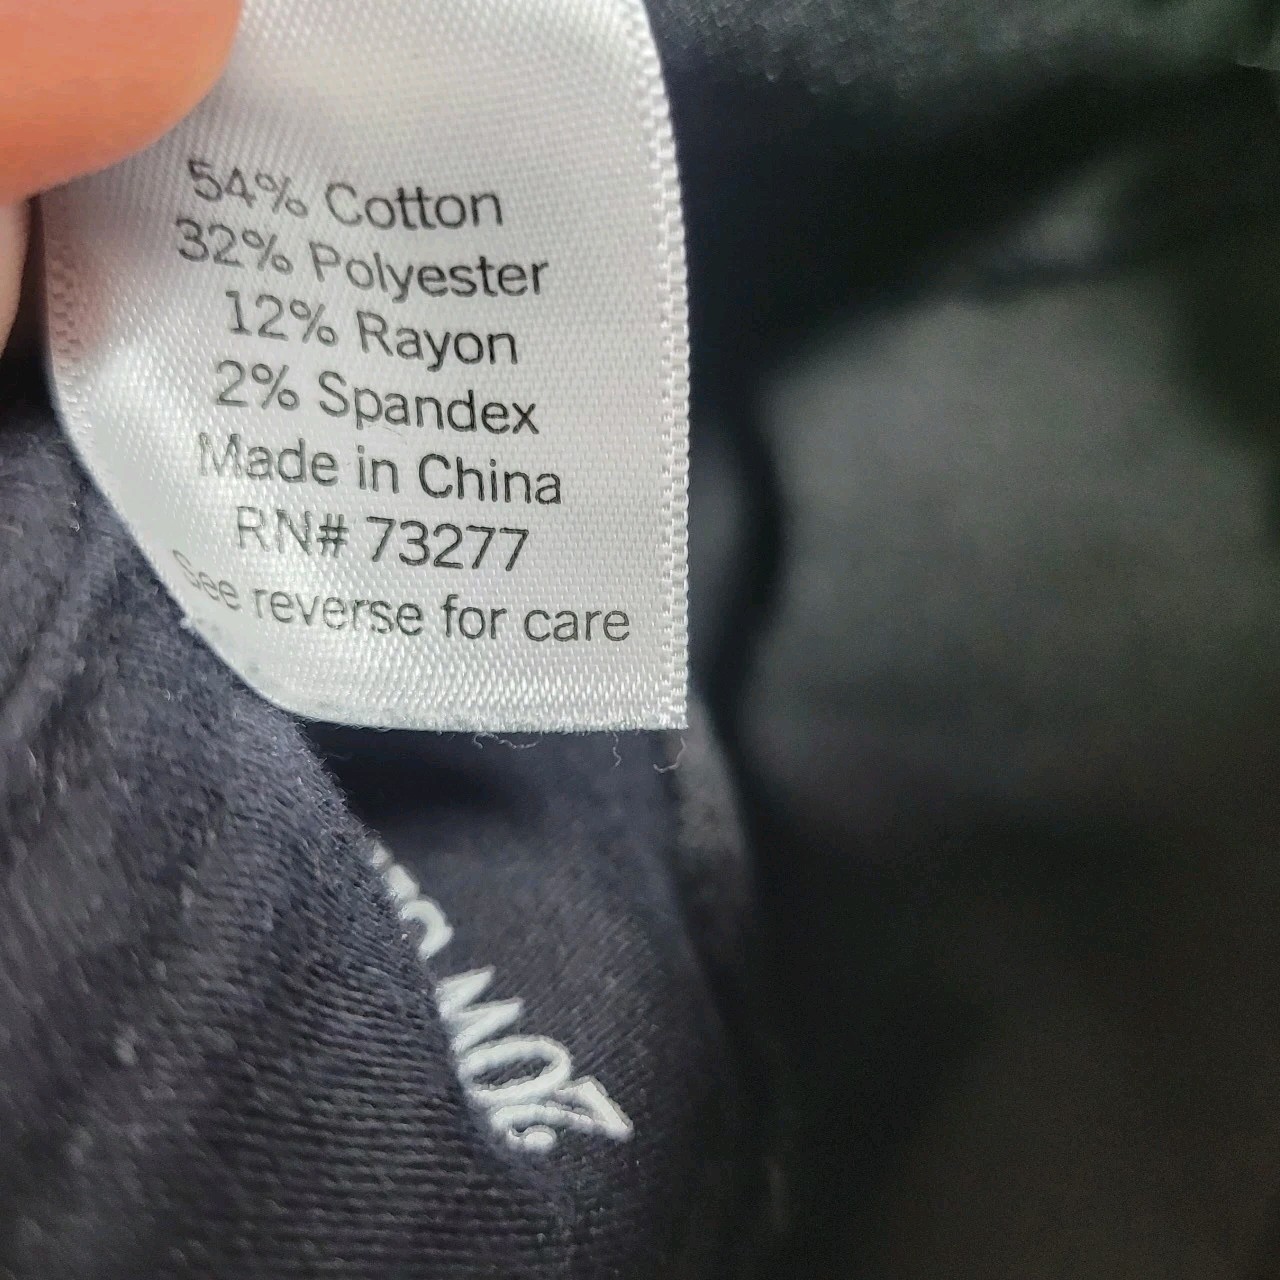 54% Cotton
32% Polyester
12% Rayon
2% Spandex
Made in China
RN# 73277
See reverse for care